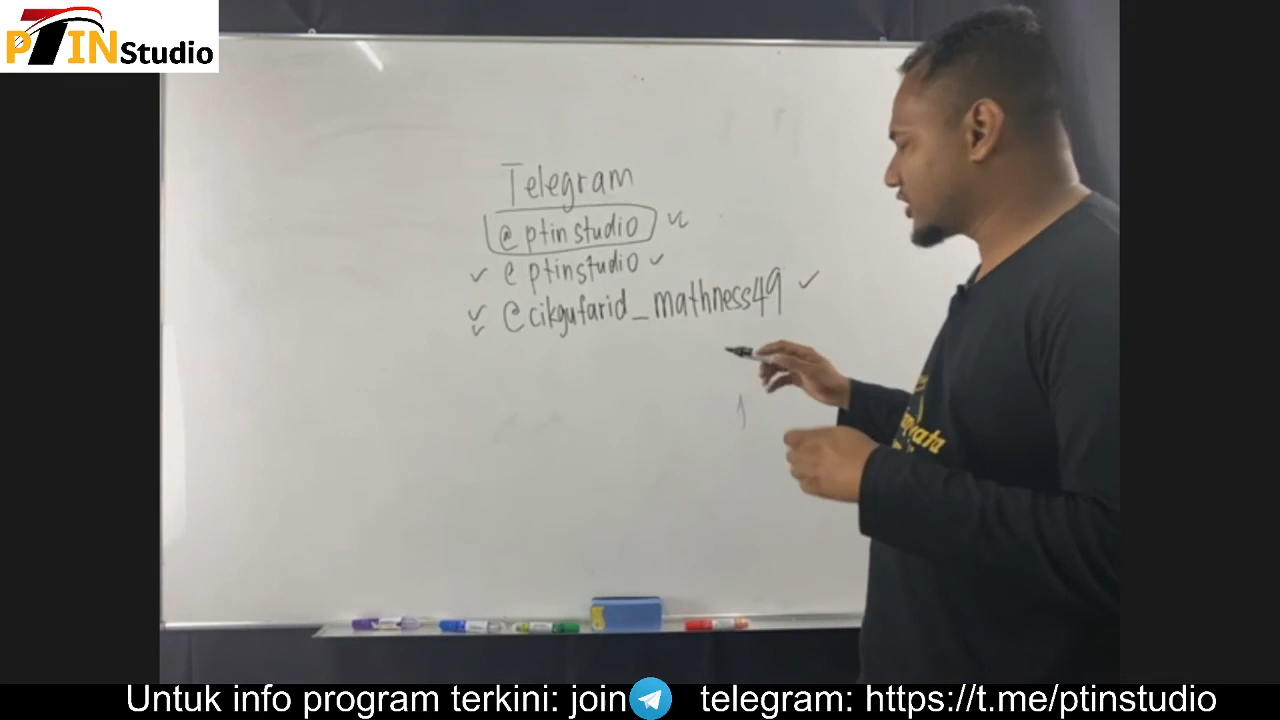 PTIN Studio
Telegram
@ptinstudio
@ptinstudio
@cikgufarid_mathness49
Untuk info program terkini: join telegram: https://t.me/ptinstudio